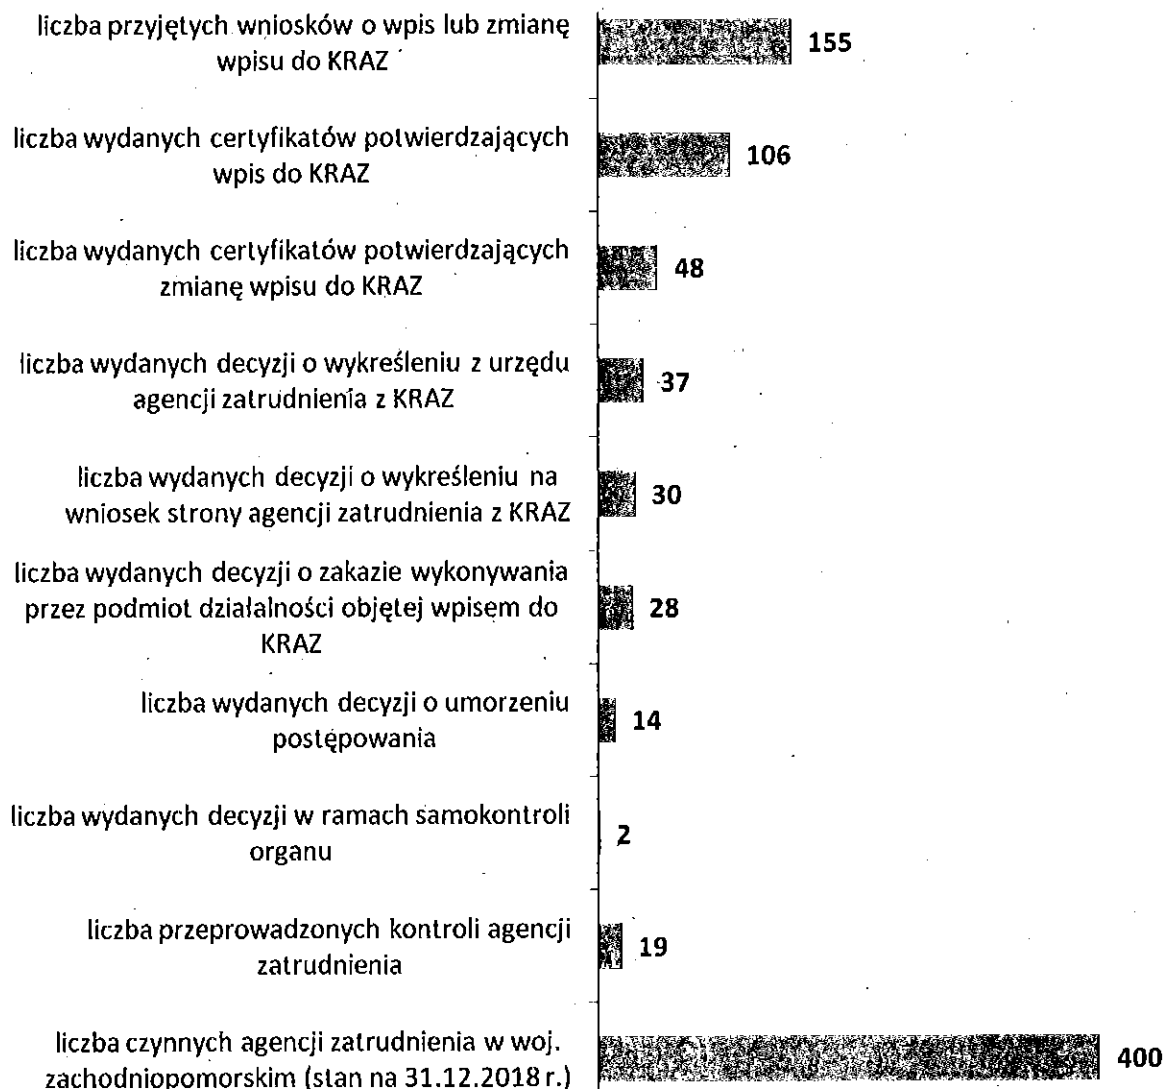 liczba przyjętych wniosków o wpis lub zmianę
wpisu do KRAZ
155
liczba wydanych certyfikatów potwierdzających
wpis do KRAZ
106
liczba wydanych certyfikatów potwierdzających
zmianę wpisu do KRAZ
48
liczba wydanych decyzji o wykreśleniu z urzędu
agencji zatrudnienia z KRAZ
37
liczba wydanych decyzji o wykreśleniu na
wniosek strony agencji zatrudnienia z KRAZ
30
liczba wydanych decyzji o zakazie wykonywania
przez podmiot działalności objętej wpisem do
KRAZ
28
liczba wydanych decyzji o umorzeniu
postępowania
14
liczba wydanych decyzji w ramach samokontroli
organu
2
liczba przeprowadzonych kontroli agencji
zatrudnienia
19
liczba czynnych agencji zatrudnienia w woj.
zachodniopomorskim (stan na 31.12.2018 r.)
400